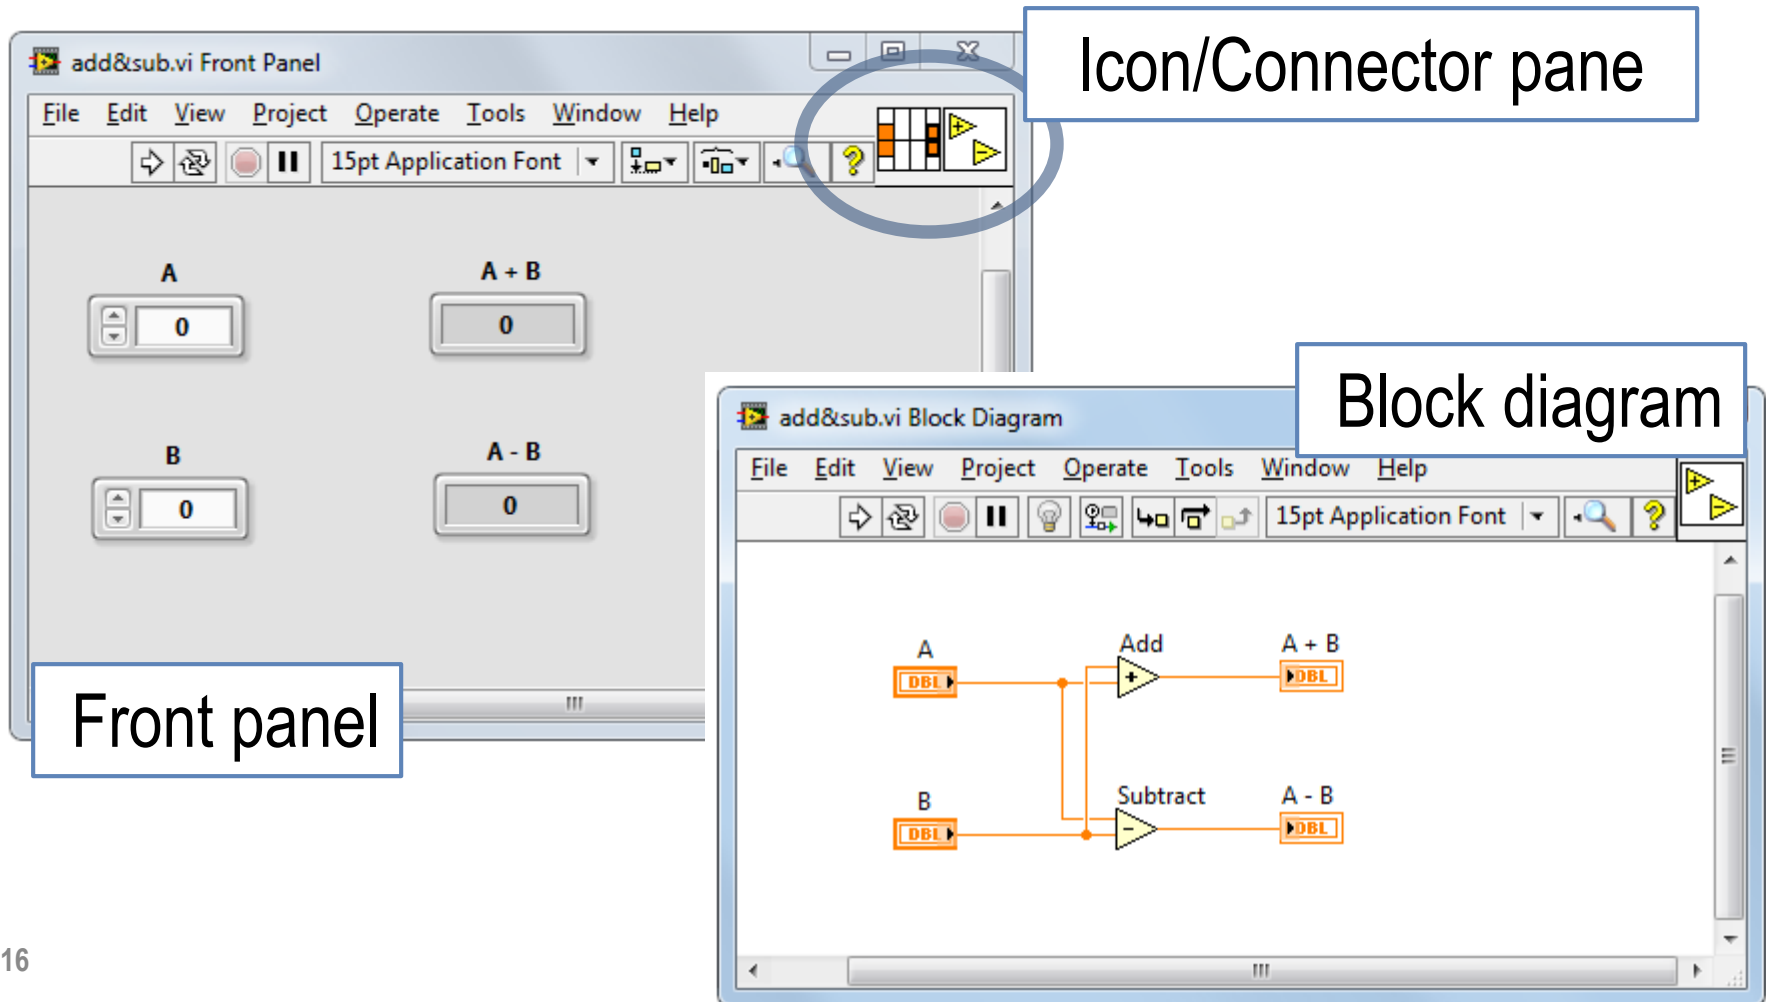 Icon/Connector pane
add&sub.vi Front Panel
File Edit View Project Operate Tools Window Help
15pt Application Font
A
0
A + B
0
B
0
A - B
0
Front panel
Block diagram
add&sub.vi Block Diagram
File Edit View Project Operate Tools Window Help
15pt Application Font
A
DBL
Add
A + B
DBL
B
DBL
Subtract
A - B
DBL
16